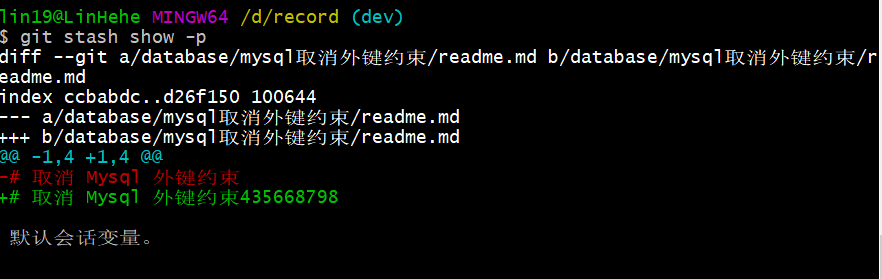 lin19@LinHehe MINGW64 /d/record (dev)
$ git stash show -p
diff --git a/database/mysql取消外键约束/readme.md b/database/mysql取消外键约束/r
eadme.md
index ccbabdc..d26f150 100644
--- a/database/mysql取消外键约束/readme.md
+++ b/database/mysql取消外键约束/readme.md
@@ -1,4 +1,4 @@
-# 取消 Mysql 外键约束
+# 取消 Mysql 外键约束435668798
默认会话变量。